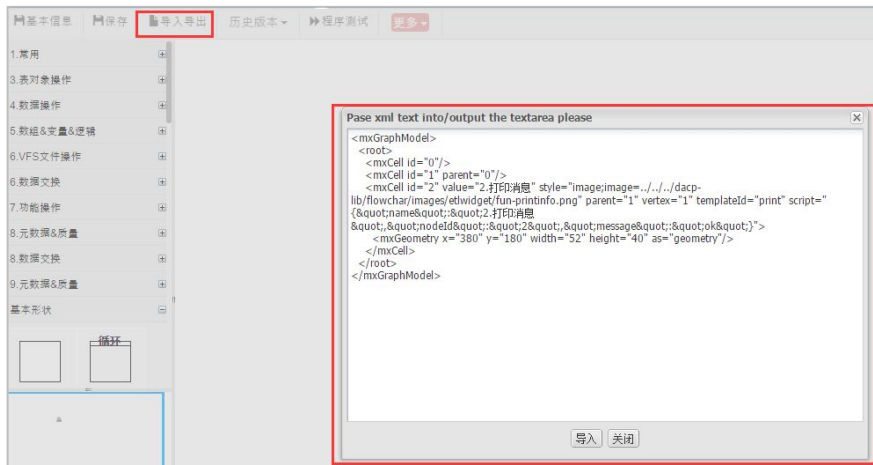 基本信息 保存 导入导出 历史版本 程序测试 更多
1.常用
3.表对象操作
4.数据操作
5.数组&变量&逻辑
6.VFS文件操作
6.数据交换
7.功能操作
8.元数据&质量
8.数据交换
9.元数据&质量
基本形状
循环
Pase xml text into/output the textarea please
<mxGraphModel>
<root>
<mxCell id="0"/>
<mxCell id="1" parent="0"/>
<mxCell id="2" value="2.打印消息" style="image;image=../../../dacp-
lib/flowchar/images/etlwidget/fun-printinfo.png" parent="1" vertex="1" templateId="print" script="
{&quot;name&quot;:&quot;2.打印消息
&quot;,&quot;nodeId&quot;:&quot;2&quot;,&quot;message&quot;:&quot;ok&quot;}">
<mxGeometry x="380" y="180" width="52" height="40" as="geometry"/>
</mxCell>
</root>
</mxGraphModel>
导入 关闭